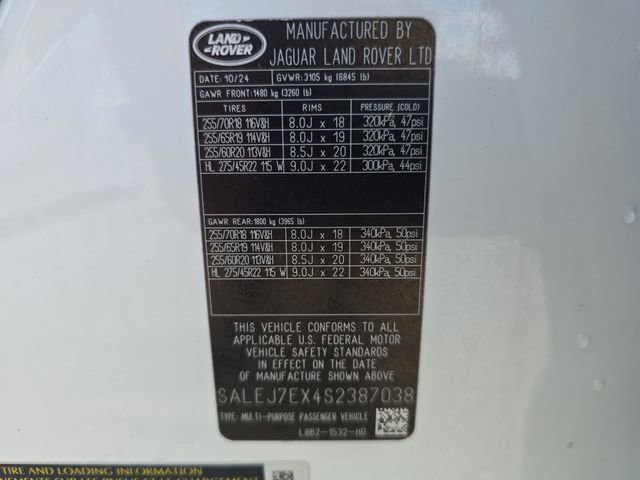 LAND
ROVER
MANUFACTURED BY
JAGUAR LAND ROVER LTD
DATE: 10/24 GVWR: 3105 kg (6845 lb)
GAWR FRONT: 1480 kg (3260 lb)
TIRES RIMS PRESSURE (COLD)
255/70R18 116V&H 8.0J x 18 320kPa, 47psi
255/65R19 114V&H 8.0J x 19 320kPa, 47psi
255/60R20 113V&H 8.5J x 20 320kPa, 47psi
HL 275/45R22 115 W 9.0J x 22 300kPa, 44psi
GAWR REAR: 1800 kg (3965 lb)
255/70R18 116V&H 8.0J x 18 340kPa, 50psi
255/65R19 114V&H 8.0J x 19 340kPa, 50psi
255/60R20 113V&H 8.5J x 20 340kPa, 50psi
HL 275/45R22 115 W 9.0J x 22 340kPa, 50psi
THIS VEHICLE CONFORMS TO ALL
APPLICABLE U.S. FEDERAL MOTOR
VEHICLE SAFETY STANDARDS
IN EFFECT ON THE DATE
OF MANUFACTURE SHOWN ABOVE
SALEJ7EX4S2387038
TYPE: MULTI-PURPOSE PASSENGER VEHICLE
L8B2-1532-HD
TIRE AND LOADING INFORMATION